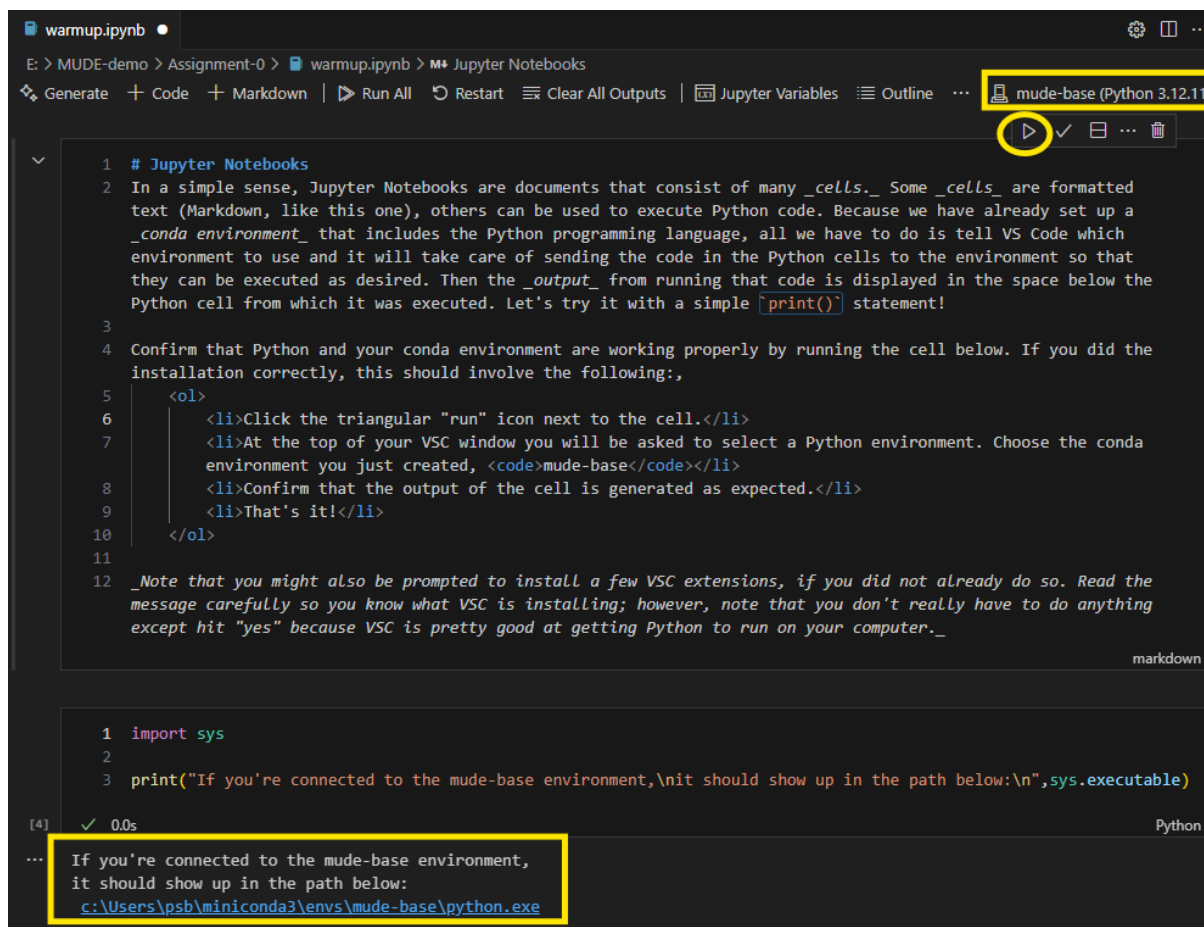 warmup.ipynb
E: > MUDE-demo > Assignment-0 > warmup.ipynb > M Jupyter Notebooks
Generate + Code + Markdown | Run All Restart Clear All Outputs | Jupyter Variables Outline ... mude-base (Python 3.12.11
1 # Jupyter Notebooks
2 In a simple sense, Jupyter Notebooks are documents that consist of many _cells._ Some _cells_ are formatted
text (Markdown, like this one), others can be used to execute Python code. Because we have already set up a
_conda environment_ that includes the Python programming language, all we have to do is tell VS Code which
environment to use and it will take care of sending the code in the Python cells to the environment so that
they can be executed as desired. Then the _output_ from running that code is displayed in the space below the
Python cell from which it was executed. Let's try it with a simple `print()` statement!
3
4 Confirm that Python and your conda environment are working properly by running the cell below. If you did the
installation correctly, this should involve the following:,
5 <ol>
6 <li>Click the triangular "run" icon next to the cell.</li>
7 <li>At the top of your VSC window you will be asked to select a Python environment. Choose the conda
environment you just created, <code>mude-base</code></li>
8 <li>Confirm that the output of the cell is generated as expected.</li>
9 <li>That's it!</li>
10 </ol>
11
12 _Note that you might also be prompted to install a few VSC extensions, if you did not already do so. Read the
message carefully so you know what VSC is installing; however, note that you don't really have to do anything
except hit "yes" because VSC is pretty good at getting Python to run on your computer._
markdown
1 import sys
2
3 print("If you're connected to the mude-base environment,\nit should show up in the path below:\n",sys.executable)
[4] 0.0s Python
... If you're connected to the mude-base environment,
it should show up in the path below:
c:\Users\psb\miniconda3\envs\mude-base\python.exe